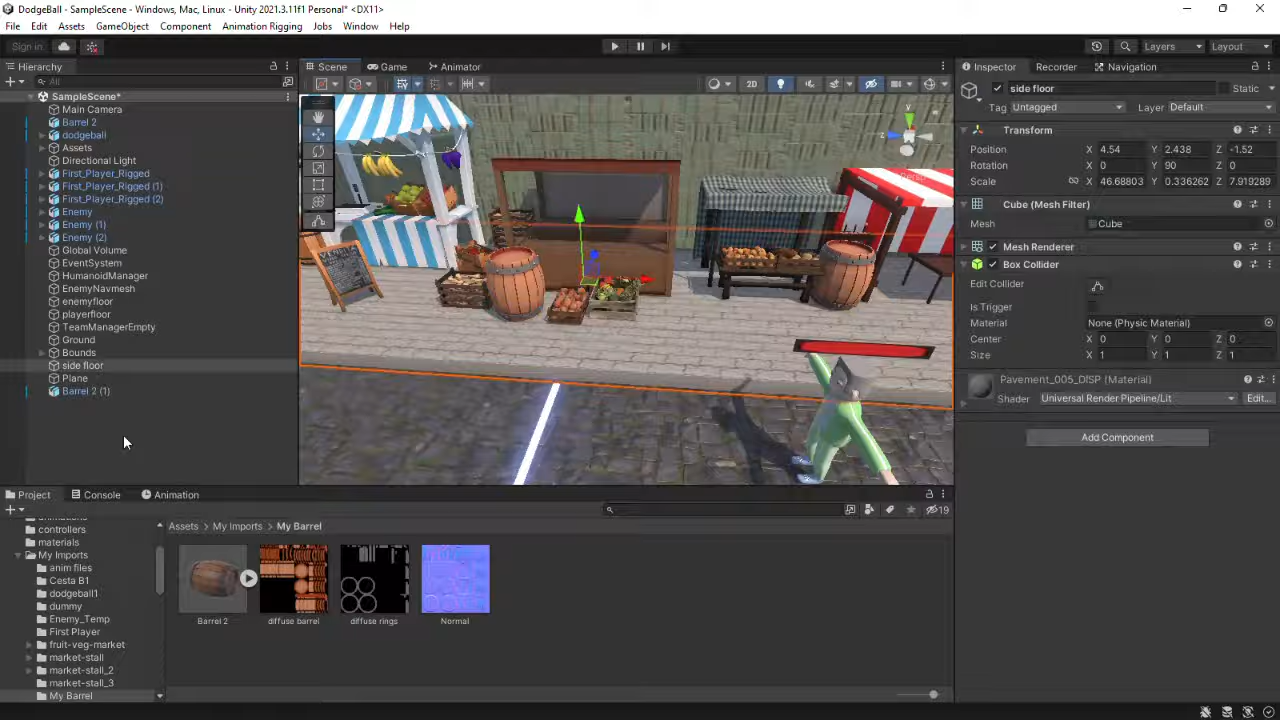 DodgeBall - SampleScene - Windows, Mac, Linux - Unity 2021.3.11f1 Personal* <DX11>
File Edit Assets GameObject Component Animation Rigging Jobs Window Help
Sign in Layers Layout
Hierarchy Scene Game Animator Inspector Recorder Navigation
All 2D side floor Static
SampleScene* Tag Untagged Layer Default
Main Camera
Barrel 2
dodgeball
Assets
Directional Light
First_Player_Rigged
First_Player_Rigged (1)
First_Player_Rigged (2)
Enemy
Enemy (1)
Enemy (2)
Global Volume
EventSystem
HumanoidManager
EnemyNavmesh
enemyfloor
playerfloor
TeamManagerEmpty
Ground
Bounds
side floor
Plane
Barrel 2 (1)
y
z
Persp
Transform
Position X 4.54 Y 2.438 Z -1.52
Rotation X 0 Y 90 Z 0
Scale X 46.68803 Y 0.336262 Z 7.919289
Cube (Mesh Filter)
Mesh Cube
Mesh Renderer
Box Collider
Edit Collider
Is Trigger
Material None (Physic Material)
Center X 0 Y 0 Z 0
Size X 1 Y 1 Z 1
Pavement_005_DISP (Material)
Shader Universal Render Pipeline/Lit Edit...
Add Component
Project Console Animation
19
controllers
materials
My Imports
anim files
Cesta B1
dodgeball1
dummy
Enemy_Temp
First Player
fruit-veg-market
market-stall
market-stall_2
market-stall_3
My Barrel
Assets > My Imports > My Barrel
Barrel 2 diffuse barrel diffuse rings Normal